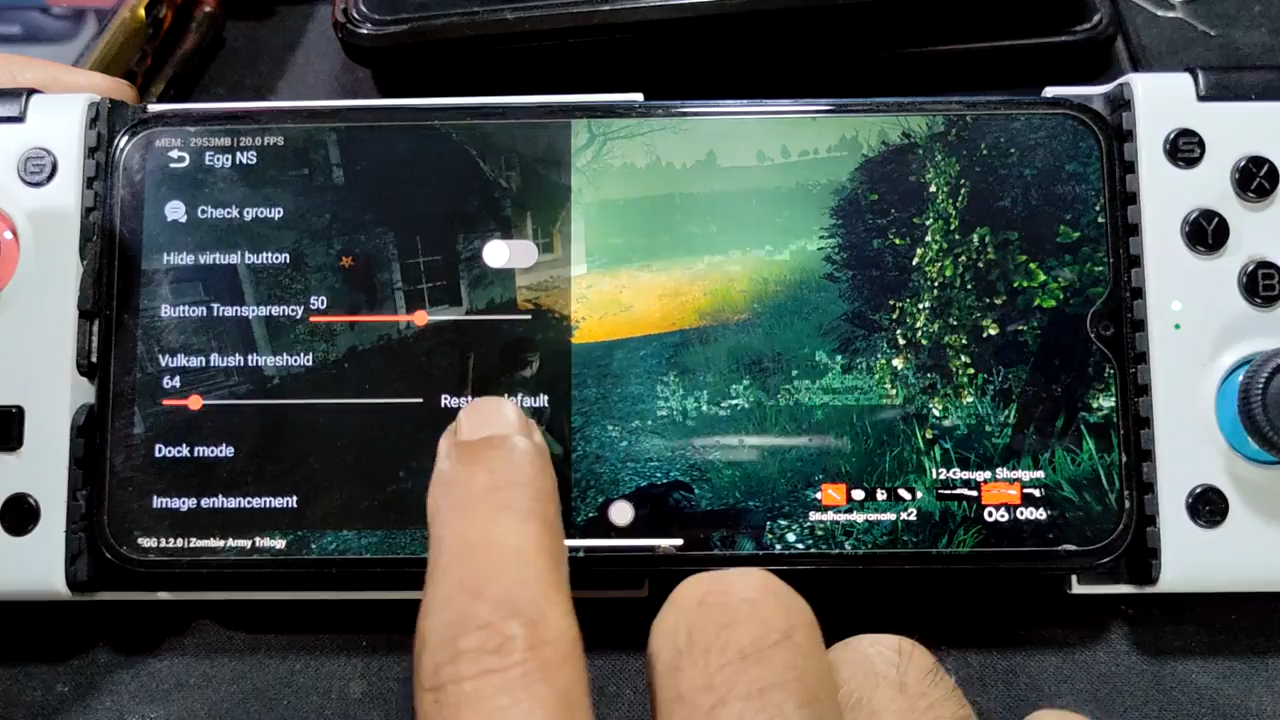 MEM: 2953MB | 20.0 FPS
Egg NS
Check group
Hide virtual button
Button Transparency 50
Vulkan flush threshold
64
Dock mode
Image enhancement
EGG 3.2.0 | Zombie Army Trilogy
12-Gauge Shotgun
Stielhandgranate x2
06 006
G
S
X
Y
B